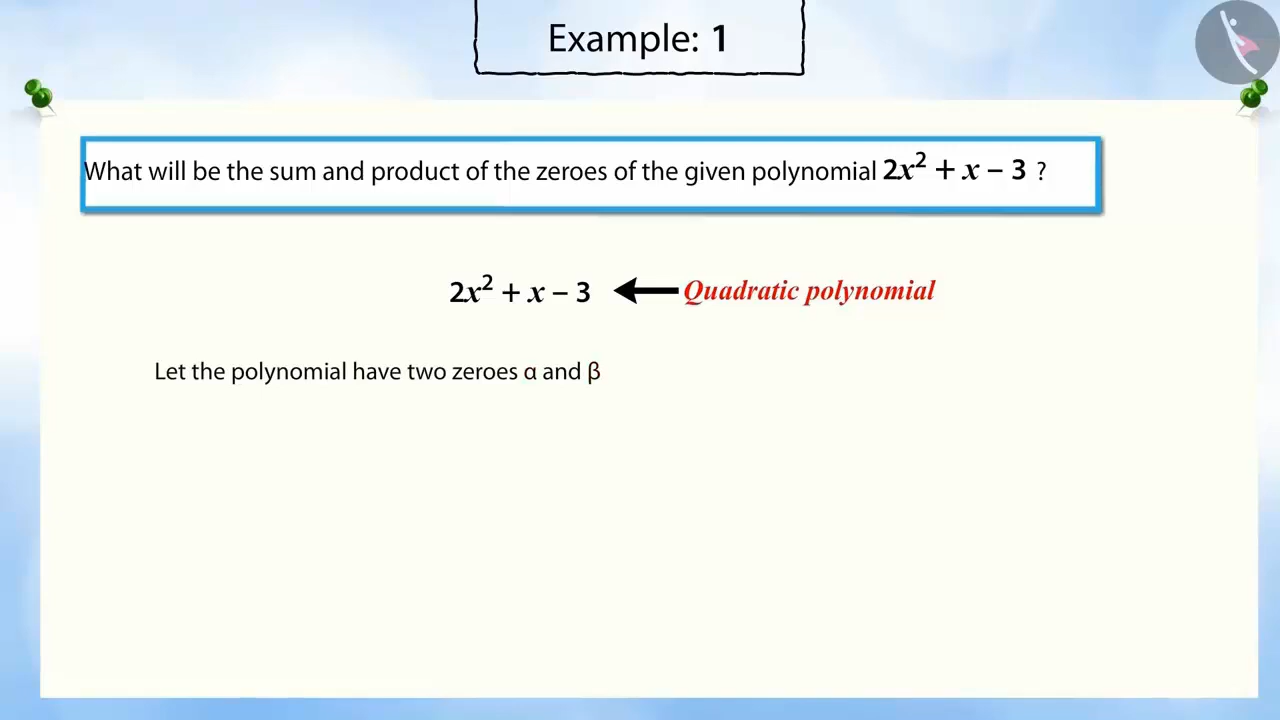 Example: 1
What will be the sum and product of the zeroes of the given polynomial 2x² + x – 3 ?
2x² + x – 3 Quadratic polynomial
Let the polynomial have two zeroes α and β